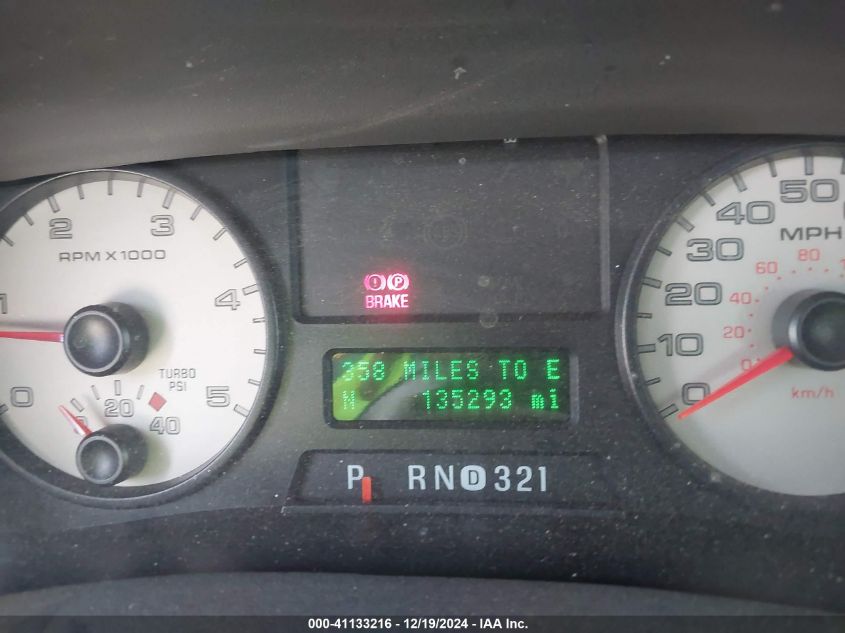 2 3
RPM X 1000
1 4
0 5
TURBO
PSI
0 20 40
BRAKE
P
358 MILES TO E
N 135293 mi
P RND321
50
40
MPH
30
20
10
0
80
60
40
20
0
km/h
000-41133216 - 12/19/2024 - IAA Inc.